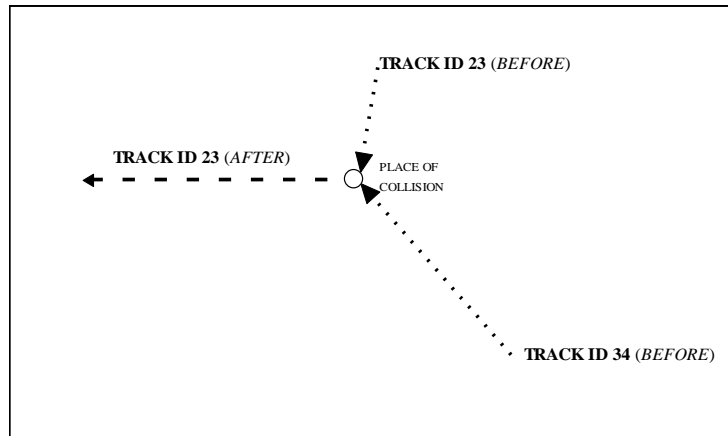 TRACK ID 23 (BEFORE)
TRACK ID 23 (AFTER)
PLACE OF
COLLISION
TRACK ID 34 (BEFORE)